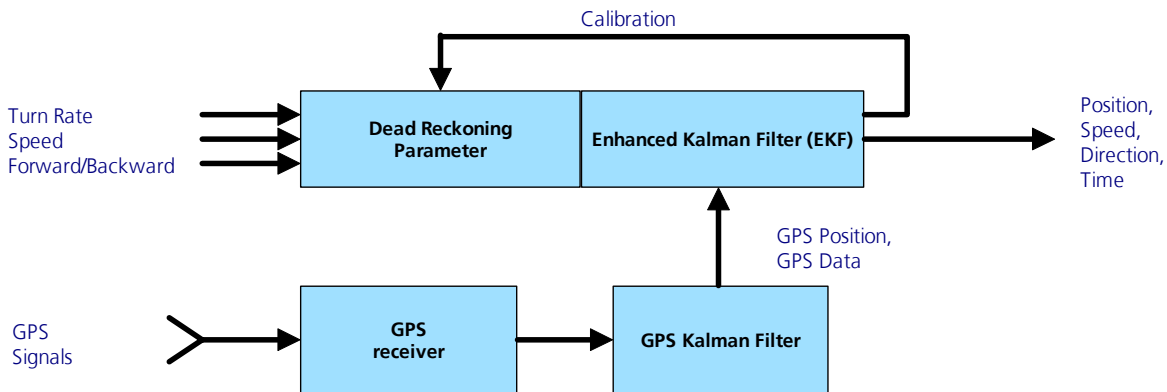 Calibration
Turn Rate
Speed
Forward/Backward
Dead Reckoning
Parameter
Enhanced Kalman Filter (EKF)
Position,
Speed,
Direction,
Time
GPS Position,
GPS Data
GPS
Signals
GPS
receiver
GPS Kalman Filter